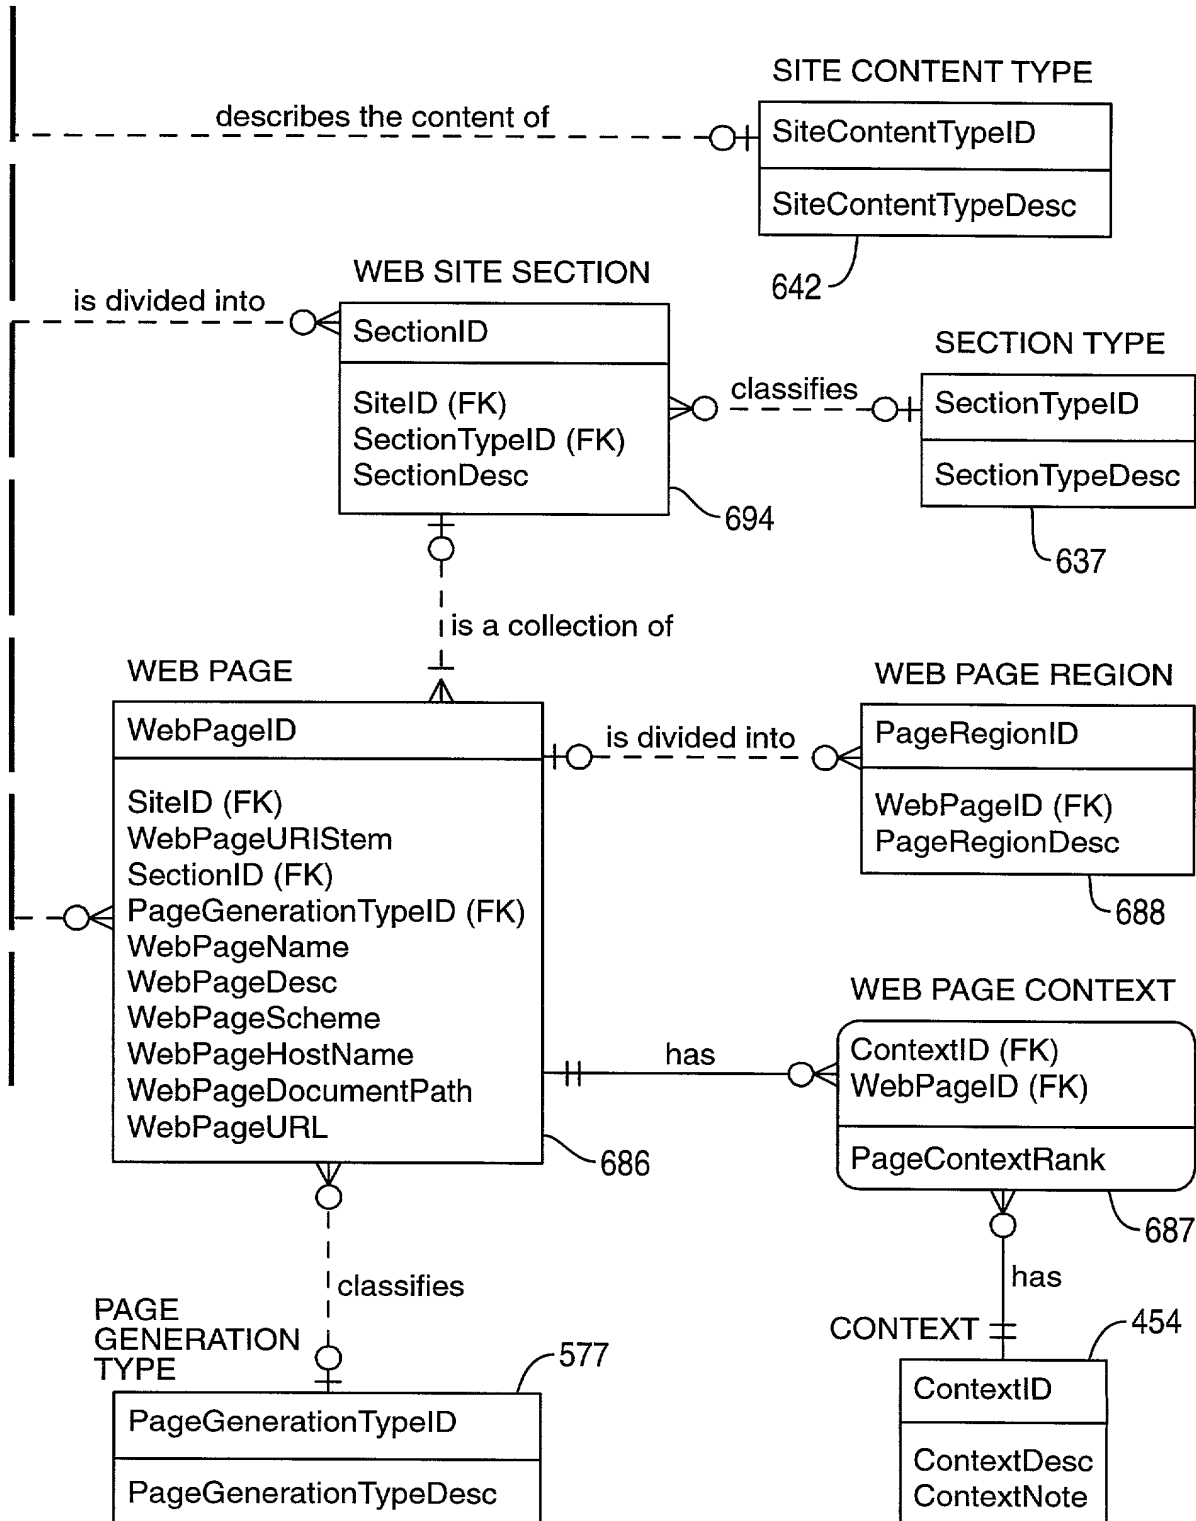 SITE CONTENT TYPE
describes the content of
SiteContentTypeID
SiteContentTypeDesc
642
WEB SITE SECTION
is divided into
SectionID
SiteID (FK)
SectionTypeID (FK)
SectionDesc
694
classifies
SECTION TYPE
SectionTypeID
SectionTypeDesc
637
is a collection of
WEB PAGE
WebPageID
SiteID (FK)
WebPageURIStem
SectionID (FK)
PageGenerationTypeID (FK)
WebPageName
WebPageDesc
WebPageScheme
WebPageHostName
WebPageDocumentPath
WebPageURL
686
is divided into
WEB PAGE REGION
PageRegionID
WebPageID (FK)
PageRegionDesc
688
has
WEB PAGE CONTEXT
ContextID (FK)
WebPageID (FK)
PageContextRank
687
classifies
PAGE
GENERATION
TYPE
577
PageGenerationTypeID
PageGenerationTypeDesc
has
CONTEXT
454
ContextID
ContextDesc
ContextNote